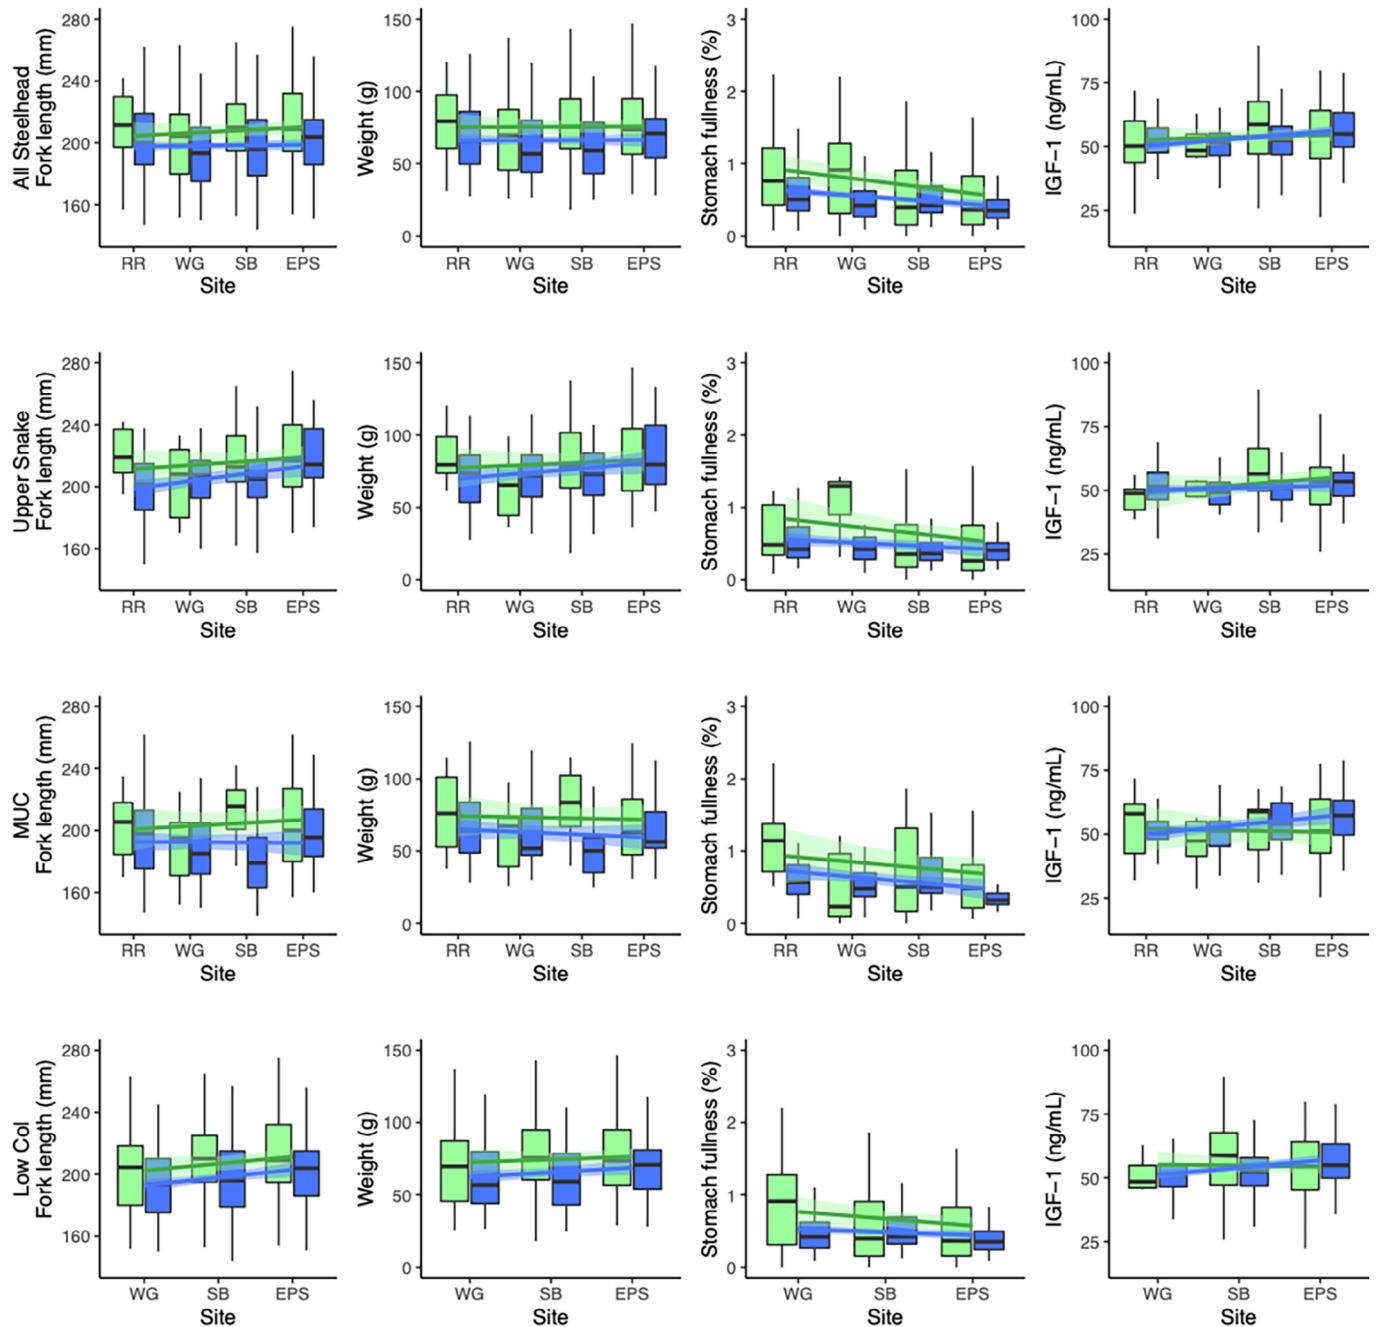 All Steelhead
Fork length (mm)
280
240
200
160
RR WG SB EPS
Site
Weight (g)
150
100
50
0
RR WG SB EPS
Site
Stomach fullness (%)
3
2
1
0
RR WG SB EPS
Site
IGF−1 (ng/mL)
100
75
50
25
RR WG SB EPS
Site
Upper Snake
Fork length (mm)
280
240
200
160
RR WG SB EPS
Site
Weight (g)
150
100
50
0
RR WG SB EPS
Site
Stomach fullness (%)
3
2
1
0
RR WG SB EPS
Site
IGF−1 (ng/mL)
100
75
50
25
RR WG SB EPS
Site
MUC
Fork length (mm)
280
240
200
160
RR WG SB EPS
Site
Weight (g)
150
100
50
0
RR WG SB EPS
Site
Stomach fullness (%)
3
2
1
0
RR WG SB EPS
Site
IGF−1 (ng/mL)
100
75
50
25
RR WG SB EPS
Site
Low Col
Fork length (mm)
280
240
200
160
WG SB EPS
Site
Weight (g)
150
100
50
0
WG SB EPS
Site
Stomach fullness (%)
3
2
1
0
WG SB EPS
Site
IGF−1 (ng/mL)
100
75
50
25
WG SB EPS
Site